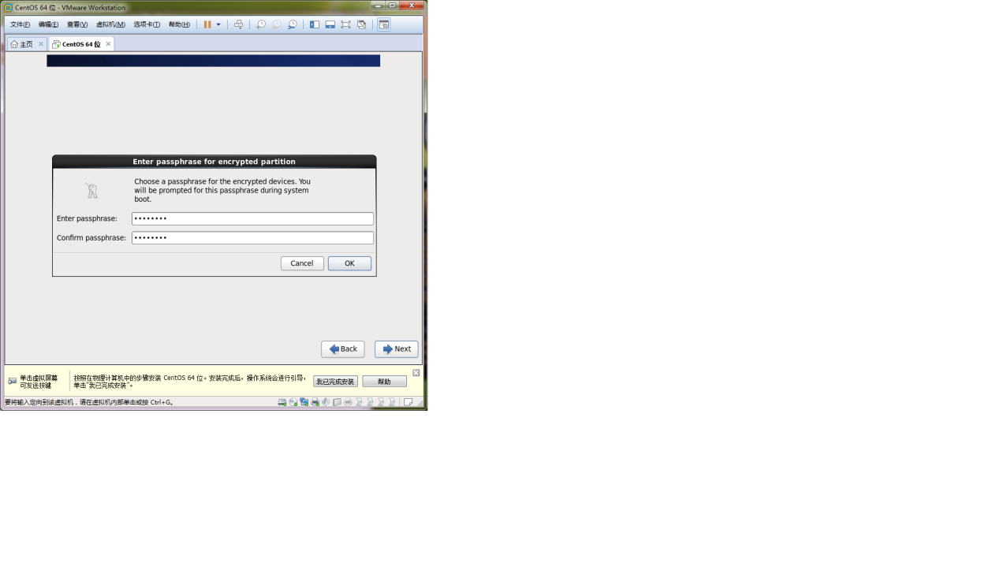 CentOS 64 位 - VMware Workstation
文件(F) 编辑(E) 查看(V) 虚拟机(M) 选项卡(T) 帮助(H)
主页 CentOS 64 位
Enter passphrase for encrypted partition
Choose a passphrase for the encrypted devices. You
will be prompted for this passphrase during system
boot.
Enter passphrase: ••••••••
Confirm passphrase: ••••••••
Cancel OK
Back Next
单击虚拟屏幕
可发送按键
按照在物理计算机中的步骤安装 CentOS 64 位。安装完成后，操作系统会进行引导，
单击"我已完成安装"。
我已完成安装 帮助
要将输入定向到该虚拟机，请在虚拟机内部单击或按 Ctrl+G。